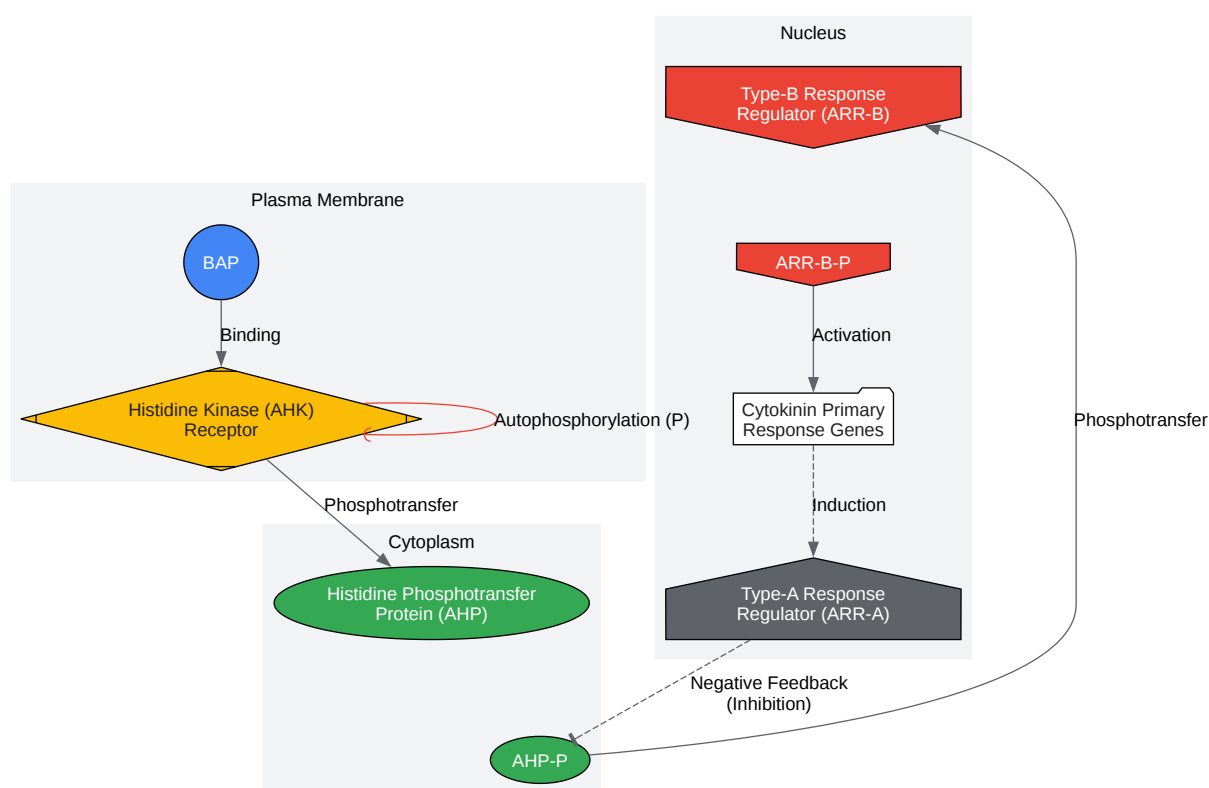 Nucleus
Type-B Response
Regulator (ARR-B)
Plasma Membrane
BAP
ARR-B-P
Binding
Activation
Histidine Kinase (AHK)
Receptor
Autophosphorylation (P)
Cytokinin Primary
Response Genes
Phosphotransfer
Phosphotransfer
Induction
Cytoplasm
Histidine Phosphotransfer
Protein (AHP)
Type-A Response
Regulator (ARR-A)
Negative Feedback
(Inhibition)
AHP-P